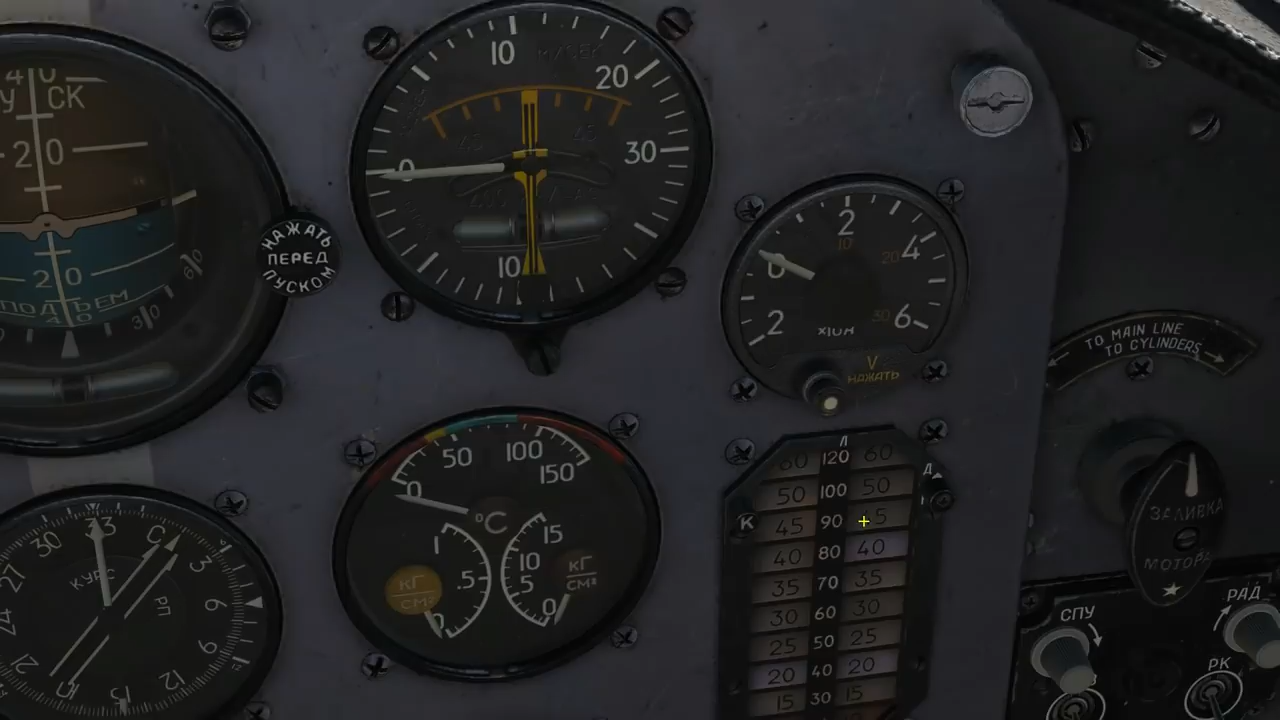 40
У СК
20
20
ПОДЪЕМ
40
30
60
НАЖАТЬ
ПЕРЕД
ПУСКОМ
10
20
0
30
10
45
45
2
10
4
20
0
6
30
2
V
НАЖАТЬ
TO MAIN LINE
TO CYLINDERS
0
50
100
150
°C
1
.5
0
15
10
5
0
КГ
СМ²
КГ
СМ²
33
С
3
6
9
12
15
Ю
21
24
27
30
КУРС
РП
Л
К
Д
60 120 60
50 100 50
45 90 45
40 80 40
35 70 35
30 60 30
25 50 25
20 40 20
15 30 15
ЗАЛИВКА
МОТОРА
СПУ
РАД
РК